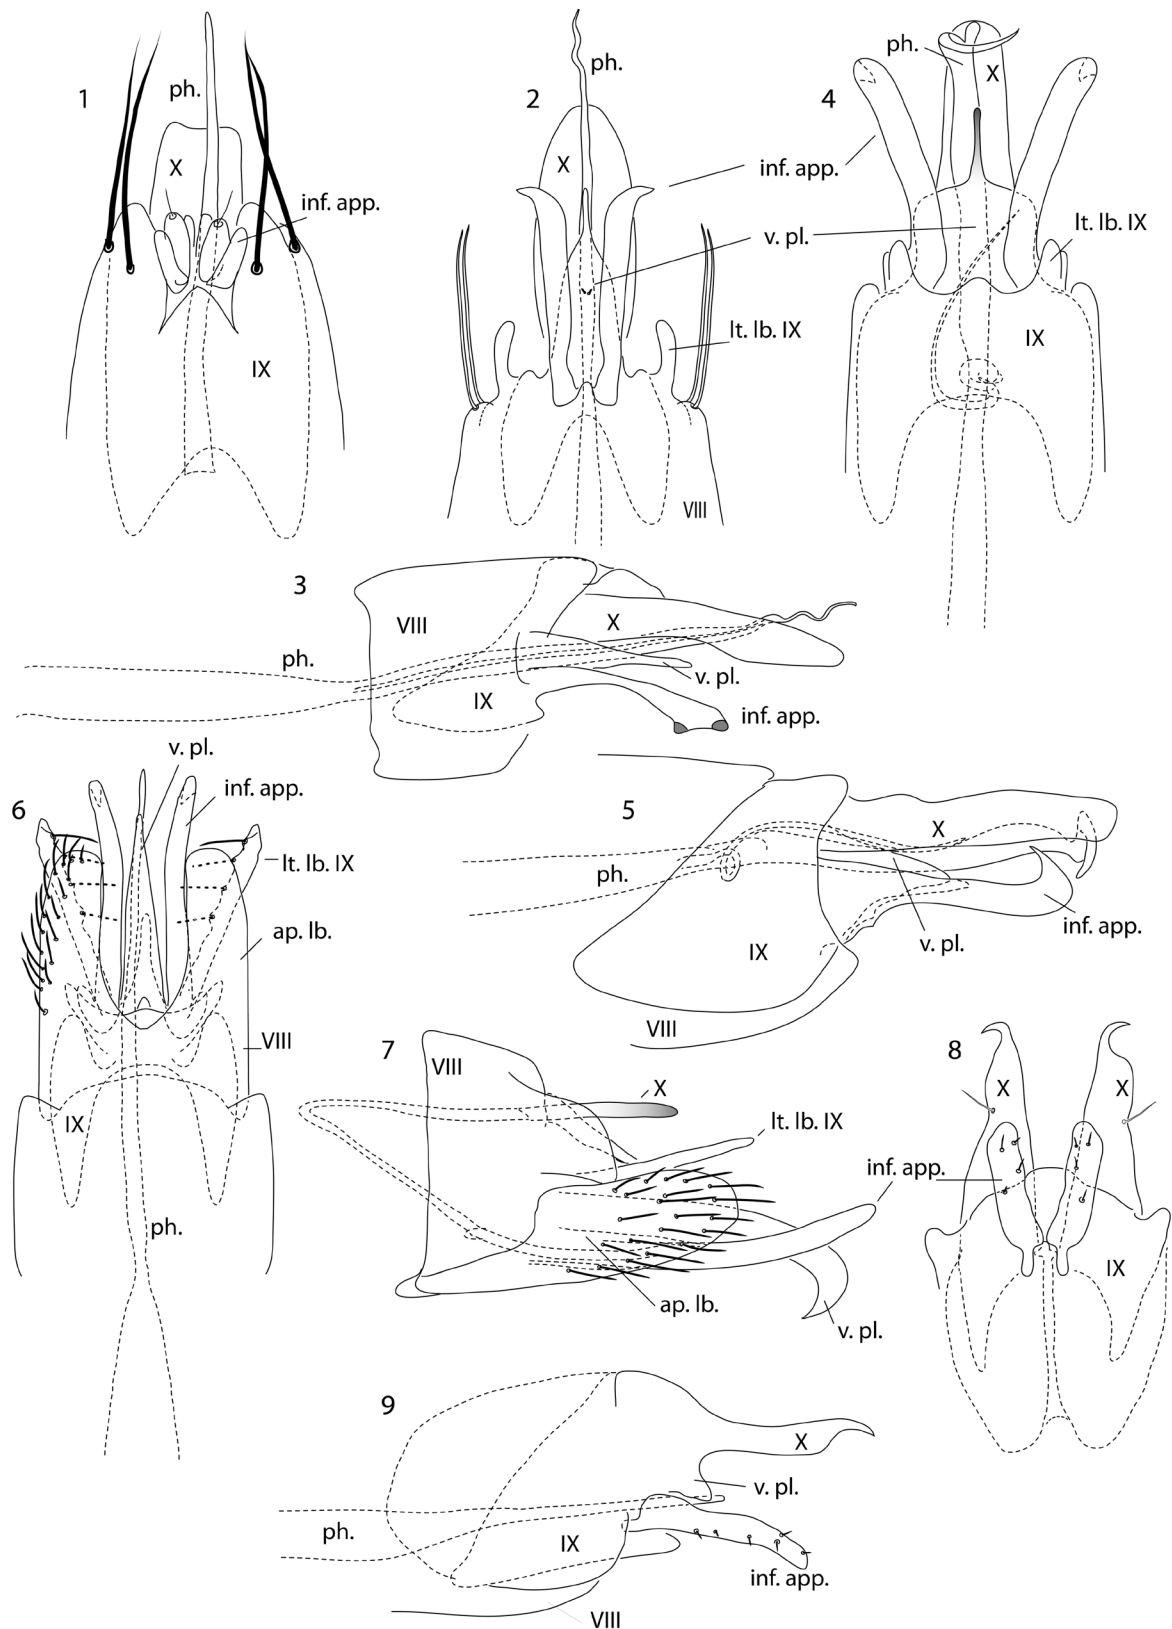 1
ph.
X
inf. app.
IX
2
ph.
X
inf. app.
v. pl.
lt. lb. IX
VIII
4
ph.
X
lt. lb. IX
IX
3
VIII
X
ph.
v. pl.
IX
inf. app.
6
v. pl.
inf. app.
lt. lb. IX
ap. lb.
VIII
IX
ph.
5
X
ph.
v. pl.
inf. app.
IX
VIII
7
VIII
X
lt. lb. IX
inf. app.
ap. lb.
v. pl.
8
X
X
IX
9
X
v. pl.
ph.
IX
inf. app.
VIII